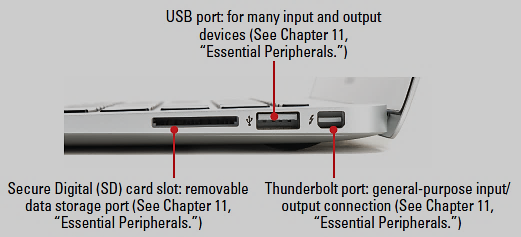 USB port: for many input and output
devices (See Chapter 11,
“Essential Peripherals.”)
Secure Digital (SD) card slot: removable
data storage port (See Chapter 11,
“Essential Peripherals.”)
Thunderbolt port: general-purpose input/
output connection (See Chapter 11,
“Essential Peripherals.”)